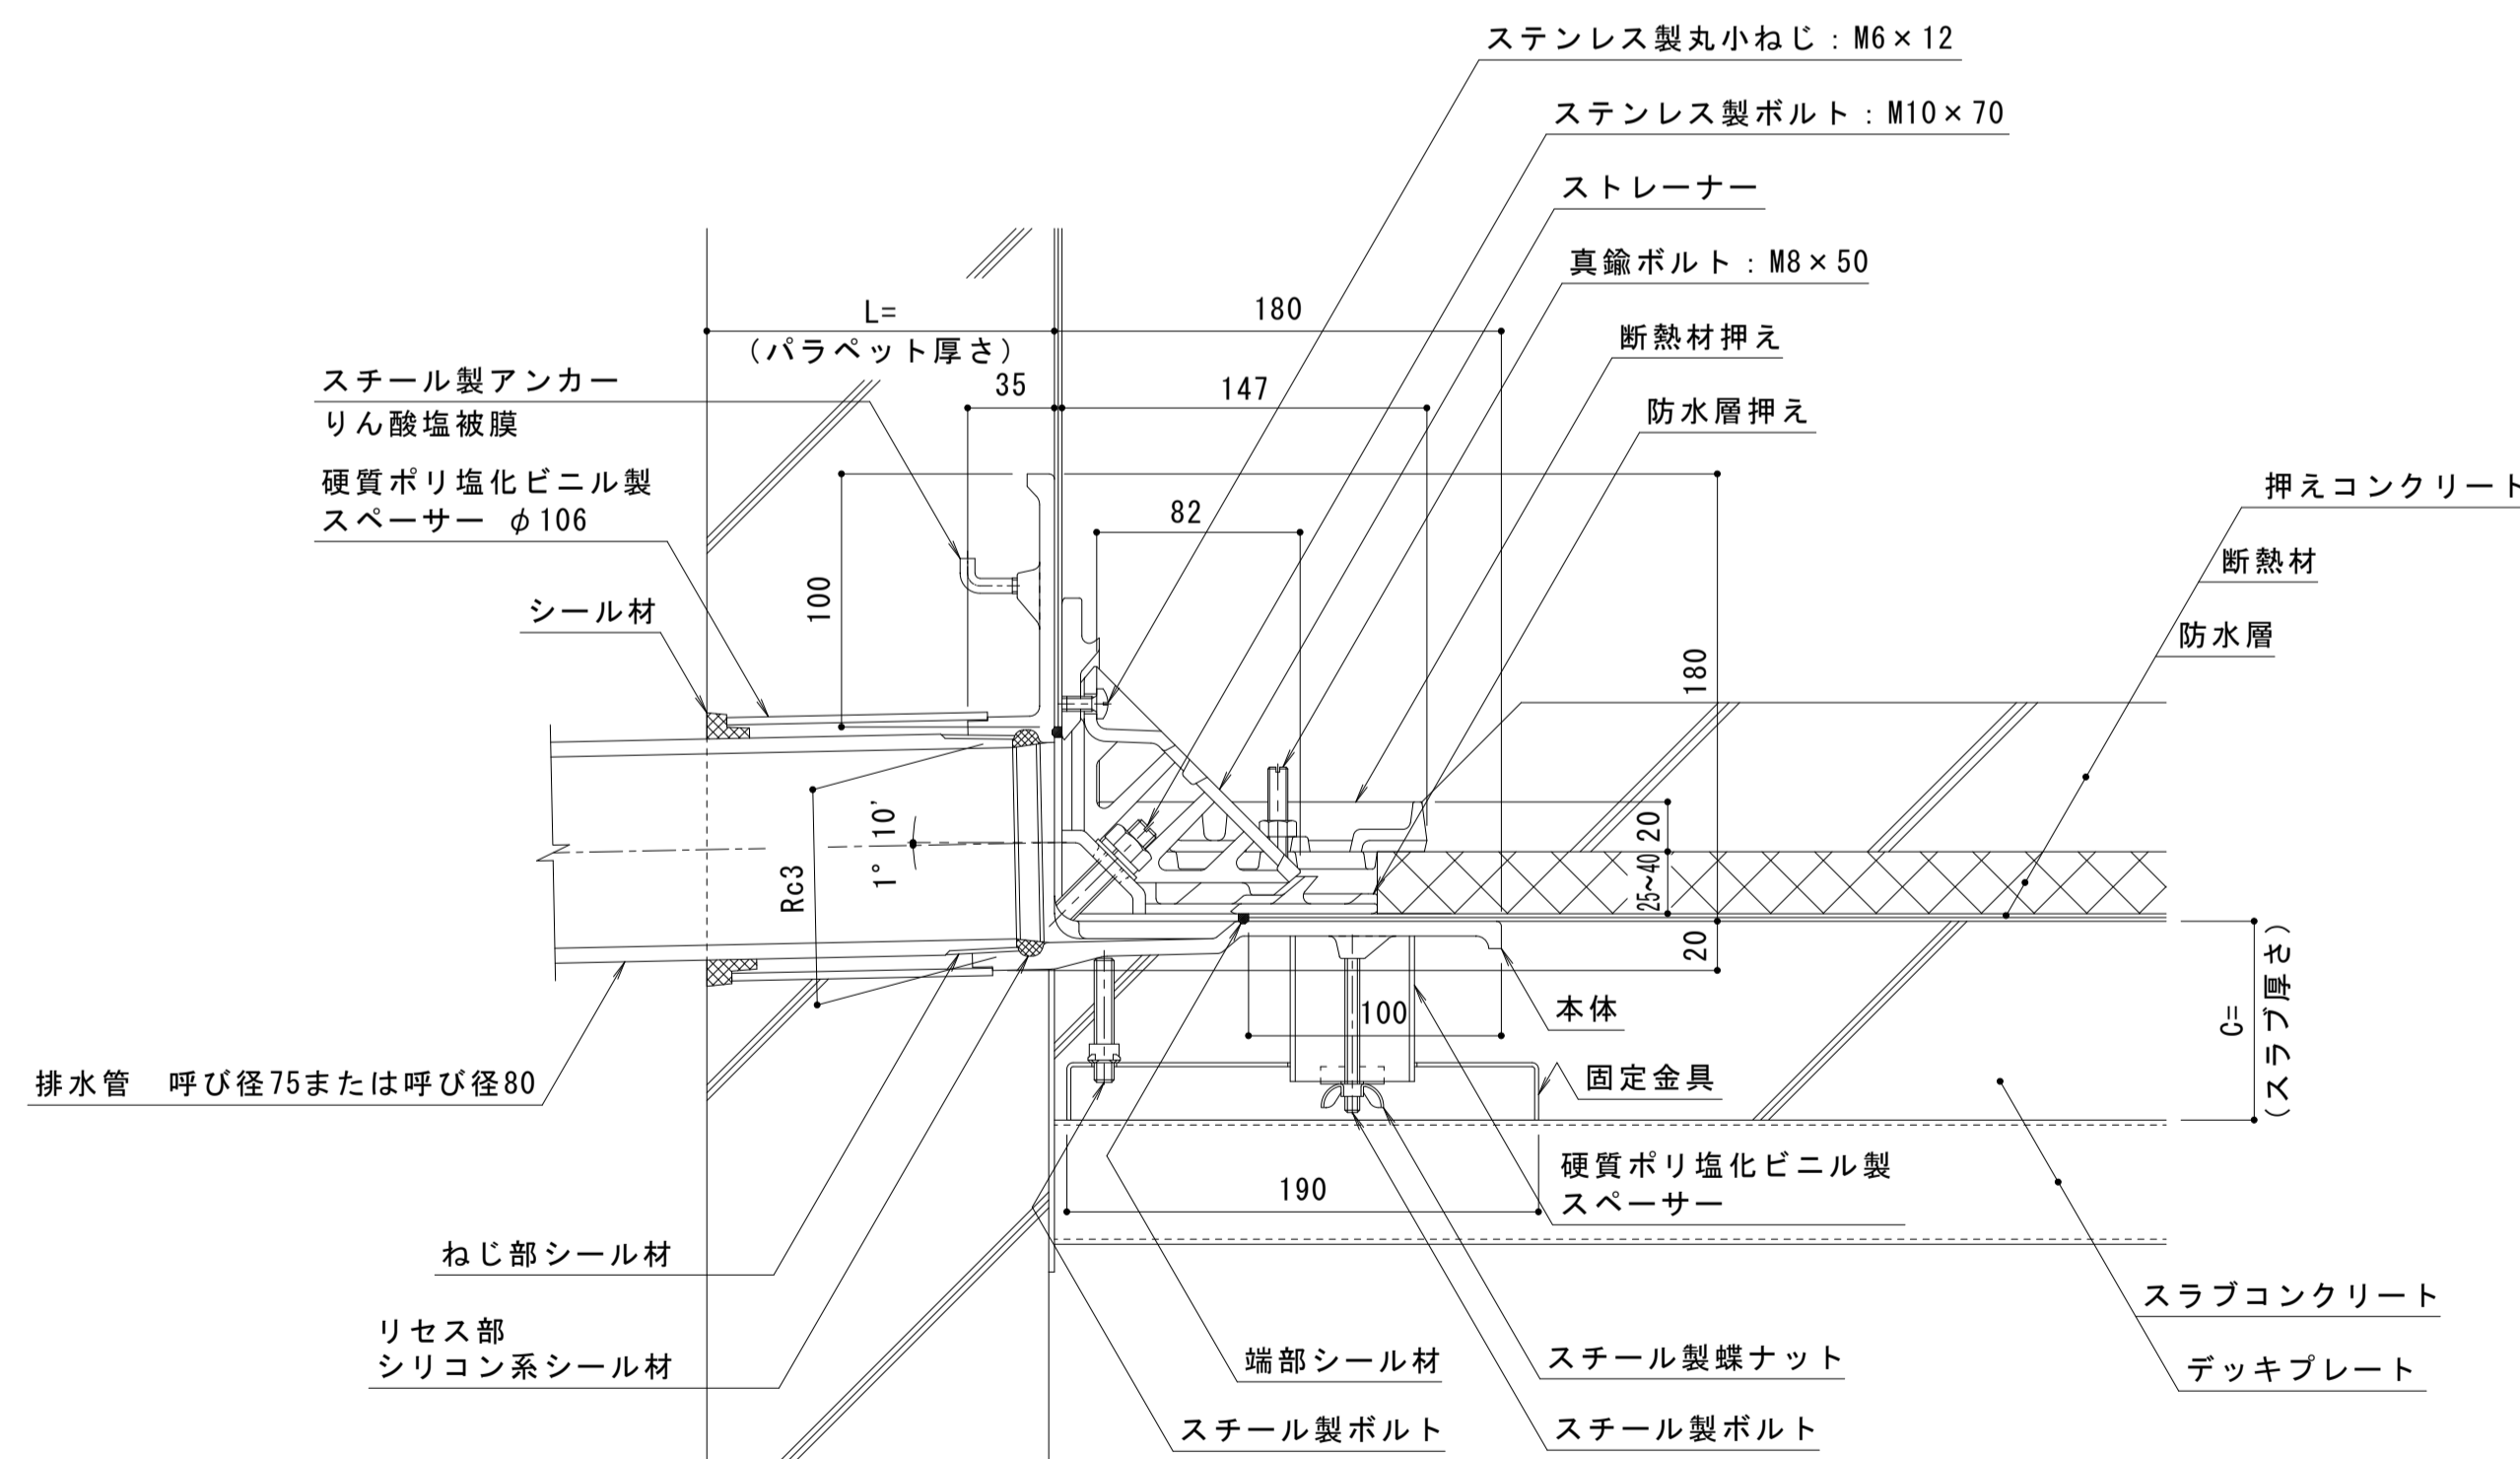 ステンレス製丸小ねじ：M6×12
ステンレス製ボルト：M10×70
ストレーナー
真鍮ボルト：M8×50
L=
180
（パラペット厚さ）
断熱材押え
スチール製アンカー
りん酸塩被膜
35
147
防水層押え
硬質ポリ塩化ビニル製
スペーサー φ106
82
押えコンクリート
断熱材
100
シール材
防水層
180
20
1°10'
Rc3
25~40
20
100
本体
C=
（スラブ厚さ）
固定金具
排水管 呼び径75または呼び径80
190
硬質ポリ塩化ビニル製
スペーサー
ねじ部シール材
スラブコンクリート
リセス部
シリコン系シール材
端部シール材
スチール製蝶ナット
デッキプレート
スチール製ボルト
スチール製ボルト